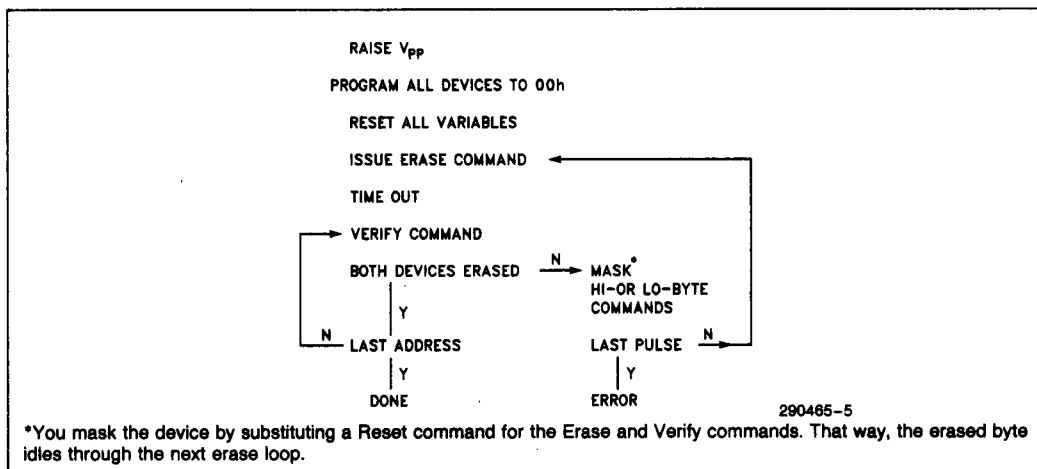 RAISE Vpp
PROGRAM ALL DEVICES TO 00h
RESET ALL VARIABLES
ISSUE ERASE COMMAND
TIME OUT
VERIFY COMMAND
BOTH DEVICES ERASED N MASK*
HI-OR LO-BYTE
COMMANDS
Y
N LAST ADDRESS LAST PULSE N
Y Y
DONE ERROR
290465-5
*You mask the device by substituting a Reset command for the Erase and Verify commands. That way, the erased byte
idles through the next erase loop.